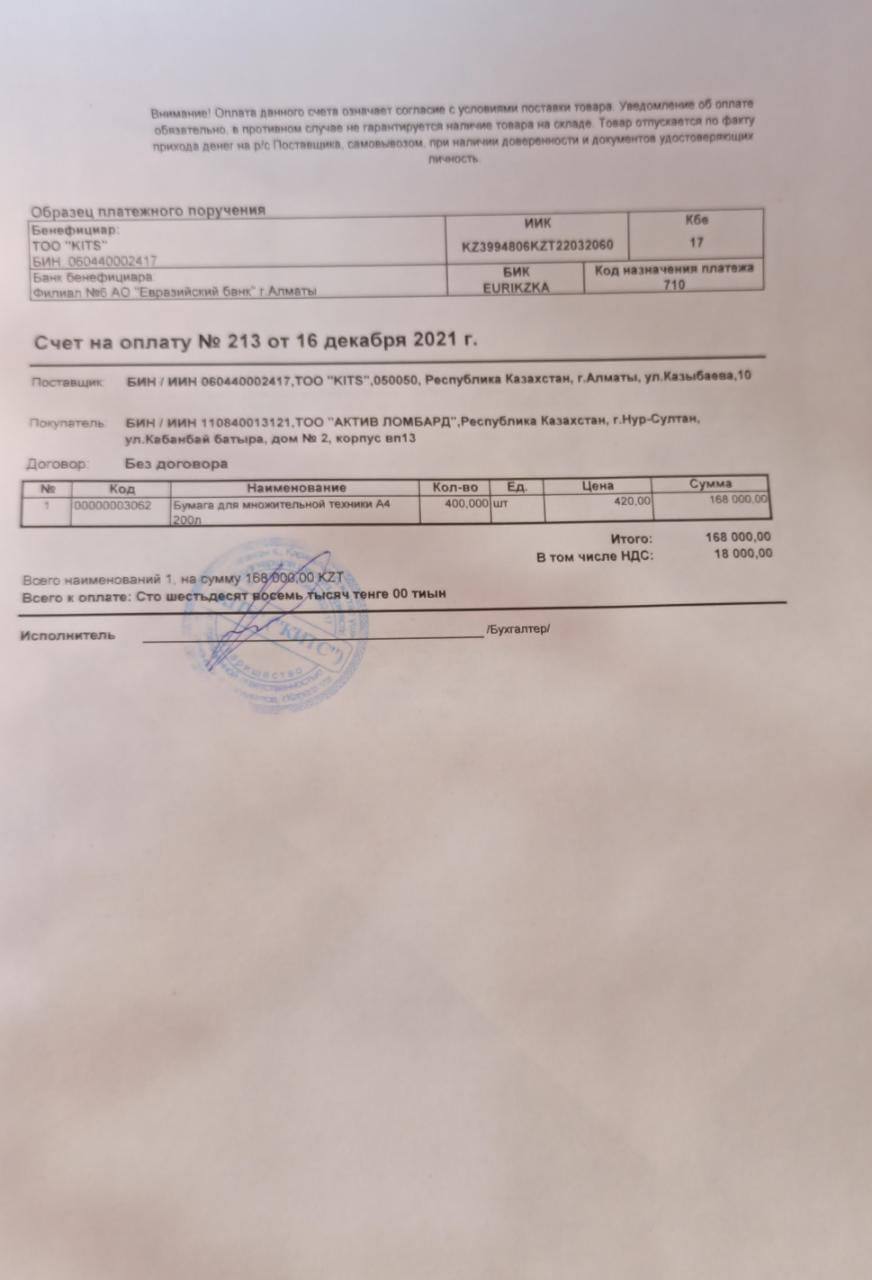 Внимание! Оплата данного счета означает согласие с условиями поставки товара. Уведомление об оплате
обязательно, в противном случае не гарантируется наличие товара на складе. Товар отпускается по факту
прихода денег на р/с Поставщика, самовывозом, при наличии доверенности и документов удостоверяющих
личность.
Образец платежного поручения
Бенефициар: ИИК Кбе
ТОО "KITS" KZ3994806KZT22032060 17
БИН: 060440002417
Банк бенефициара: БИК Код назначения платежа
Филиал №6 АО "Евразийский банк" г.Алматы EURIKZKA 710
Счет на оплату № 213 от 16 декабря 2021 г.
Поставщик: БИН / ИИН 060440002417,ТОО "KITS",050050, Республика Казахстан, г.Алматы, ул.Казыбаева,10
Покупатель: БИН / ИИН 110840013121,ТОО "АКТИВ ЛОМБАРД",Республика Казахстан, г.Нур-Султан,
ул.Кабанбай батыра, дом № 2, корпус вп13
Договор: Без договора
№ Код Наименование Кол-во Ед. Цена Сумма
1 00000003062 Бумага для множительной техники А4 400,000 шт 420,00 168 000,00
200л
Итого: 168 000,00
В том числе НДС: 18 000,00
Всего наименований 1, на сумму 168 000,00 KZT
Всего к оплате: Сто шестьдесят восемь тысяч тенге 00 тиын
Исполнитель /Бухгалтер/
"КИТС"